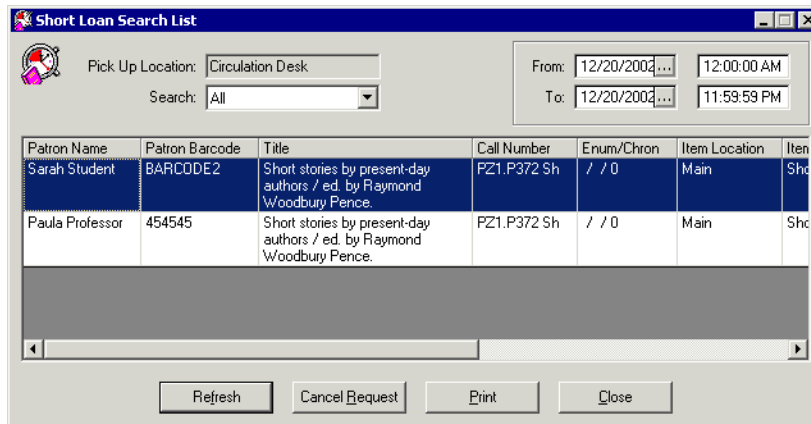 Short Loan Search List
Pick Up Location: Circulation Desk
From: 12/20/2002 ... 12:00:00 AM
Search: All
To: 12/20/2002 ... 11:59:59 PM
Patron Name Patron Barcode Title Call Number Enum/Chron Item Location Iten
Sarah Student BARCODE2 Short stories by present-day PZ1.P372 Sh / / 0 Main Sho
authors / ed. by Raymond
Woodbury Pence.
Paula Professor 454545 Short stories by present-day PZ1.P372 Sh / / 0 Main Sho
authors / ed. by Raymond
Woodbury Pence.
Refresh Cancel Request Print Close